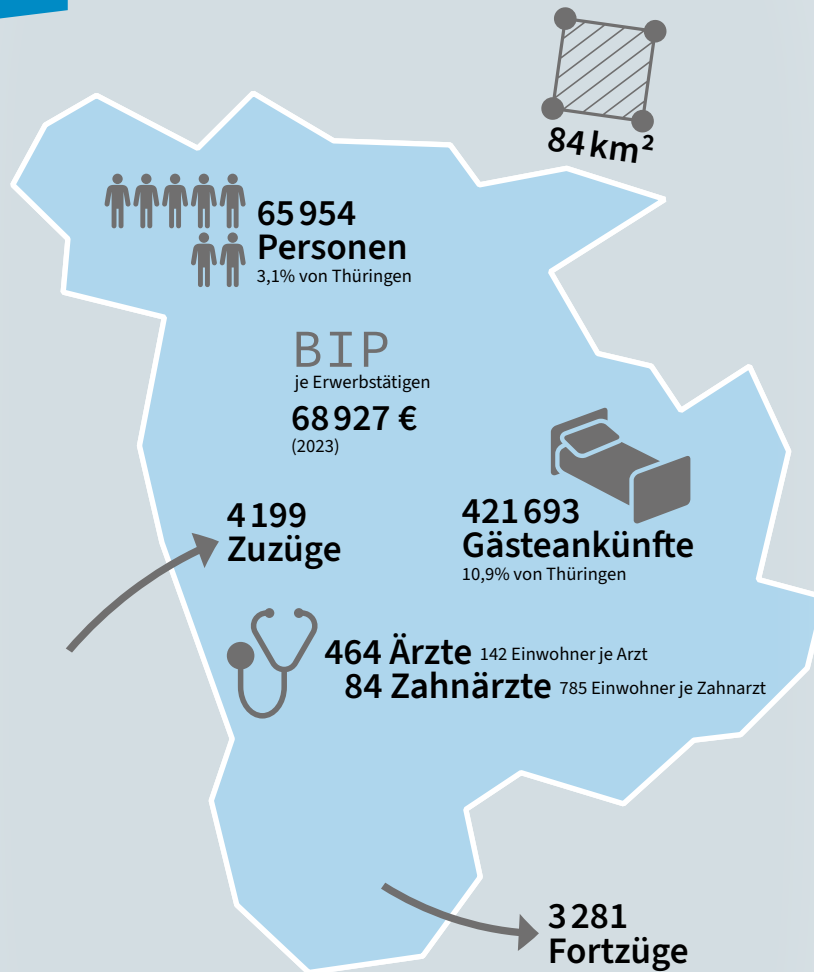 84 km²
65 954
Personen
3,1% von Thüringen
BIP
je Erwerbstätigen
68 927 €
(2023)
4 199
Zuzüge
421 693
Gästeankünfte
10,9% von Thüringen
464 Ärzte 142 Einwohner je Arzt
84 Zahnärzte 785 Einwohner je Zahnarzt
3 281
Fortzüge